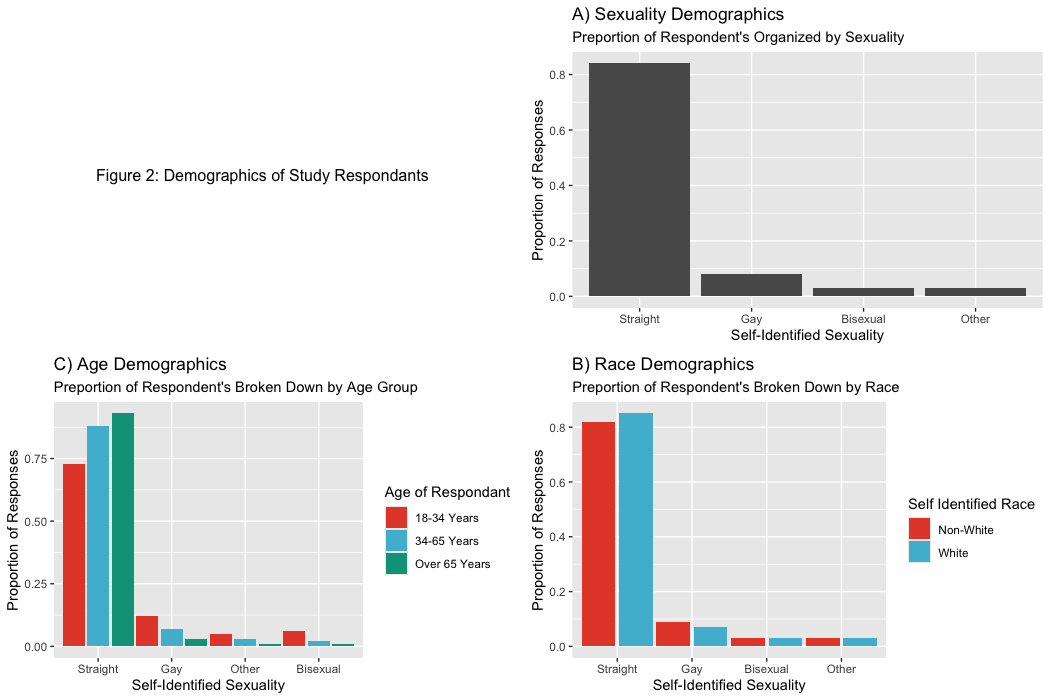 Figure 2: Demographics of Study Respondants
A) Sexuality Demographics
Preportion of Respondent's Organized by Sexuality
Proportion of Responses
0.8
0.6
0.4
0.2
0.0
Straight Gay Bisexual Other
Self-Identified Sexuality
C) Age Demographics
Preportion of Respondent's Broken Down by Age Group
Proportion of Responses
0.75
0.50
0.25
0.00
Straight Gay Other Bisexual
Self-Identified Sexuality
Age of Respondant
18-34 Years
34-65 Years
Over 65 Years
B) Race Demographics
Preportion of Respondent's Broken Down by Race
Proportion of Responses
0.8
0.6
0.4
0.2
0.0
Straight Gay Bisexual Other
Self-Identified Sexuality
Self Identified Race
Non-White
White